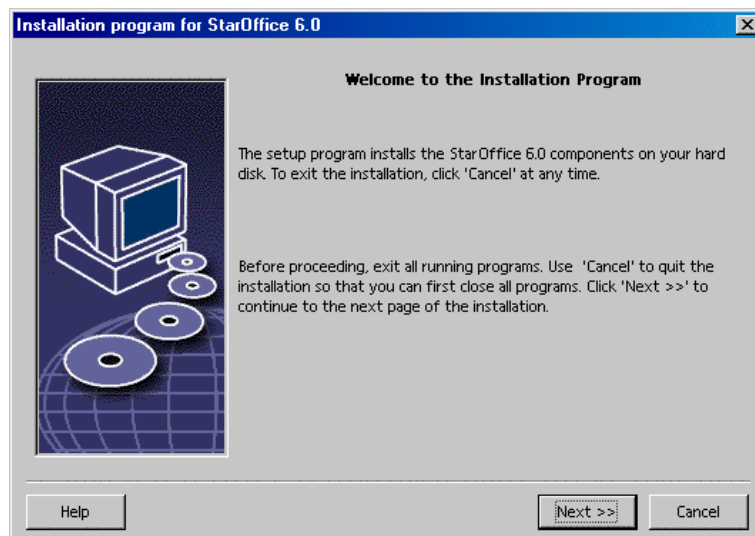 Installation program for StarOffice 6.0
Welcome to the Installation Program
The setup program installs the StarOffice 6.0 components on your hard
disk. To exit the installation, click 'Cancel' at any time.
Before proceeding, exit all running programs. Use 'Cancel' to quit the
installation so that you can first close all programs. Click 'Next >>' to
continue to the next page of the installation.
Help
Next >>
Cancel